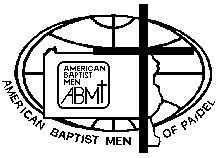 AMERICAN
BAPTIST
MEN
ABM
AMERICAN BAPTIST MEN OF PA/DEL